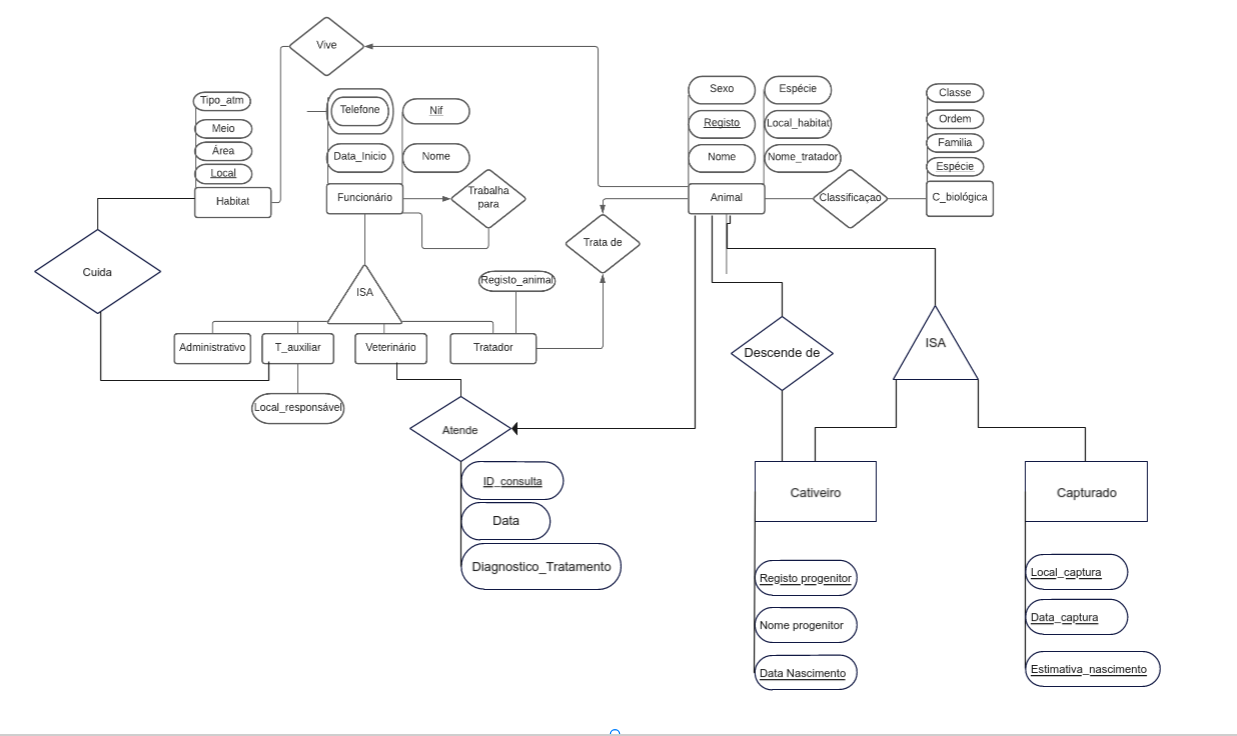 Vive
Tipo_atm
Meio
Área
Local
Habitat
Telefone
Nif
Data_Inicio
Nome
Funcionário
Trabalha
para
Sexo
Espécie
Registo
Local_habitat
Nome
Nome_tratador
Animal
Classificaçao
Classe
Ordem
Familia
Espécie
C_biológica
Cuida
Trata de
ISA
Registo_animal
Administrativo
T_auxiliar
Veterinário
Tratador
Local_responsável
Descende de
ISA
Atende
ID_consulta
Data
Diagnostico_Tratamento
Cativeiro
Capturado
Registo progenitor
Nome progenitor
Data Nascimento
Local_captura
Data_captura
Estimativa_nascimento